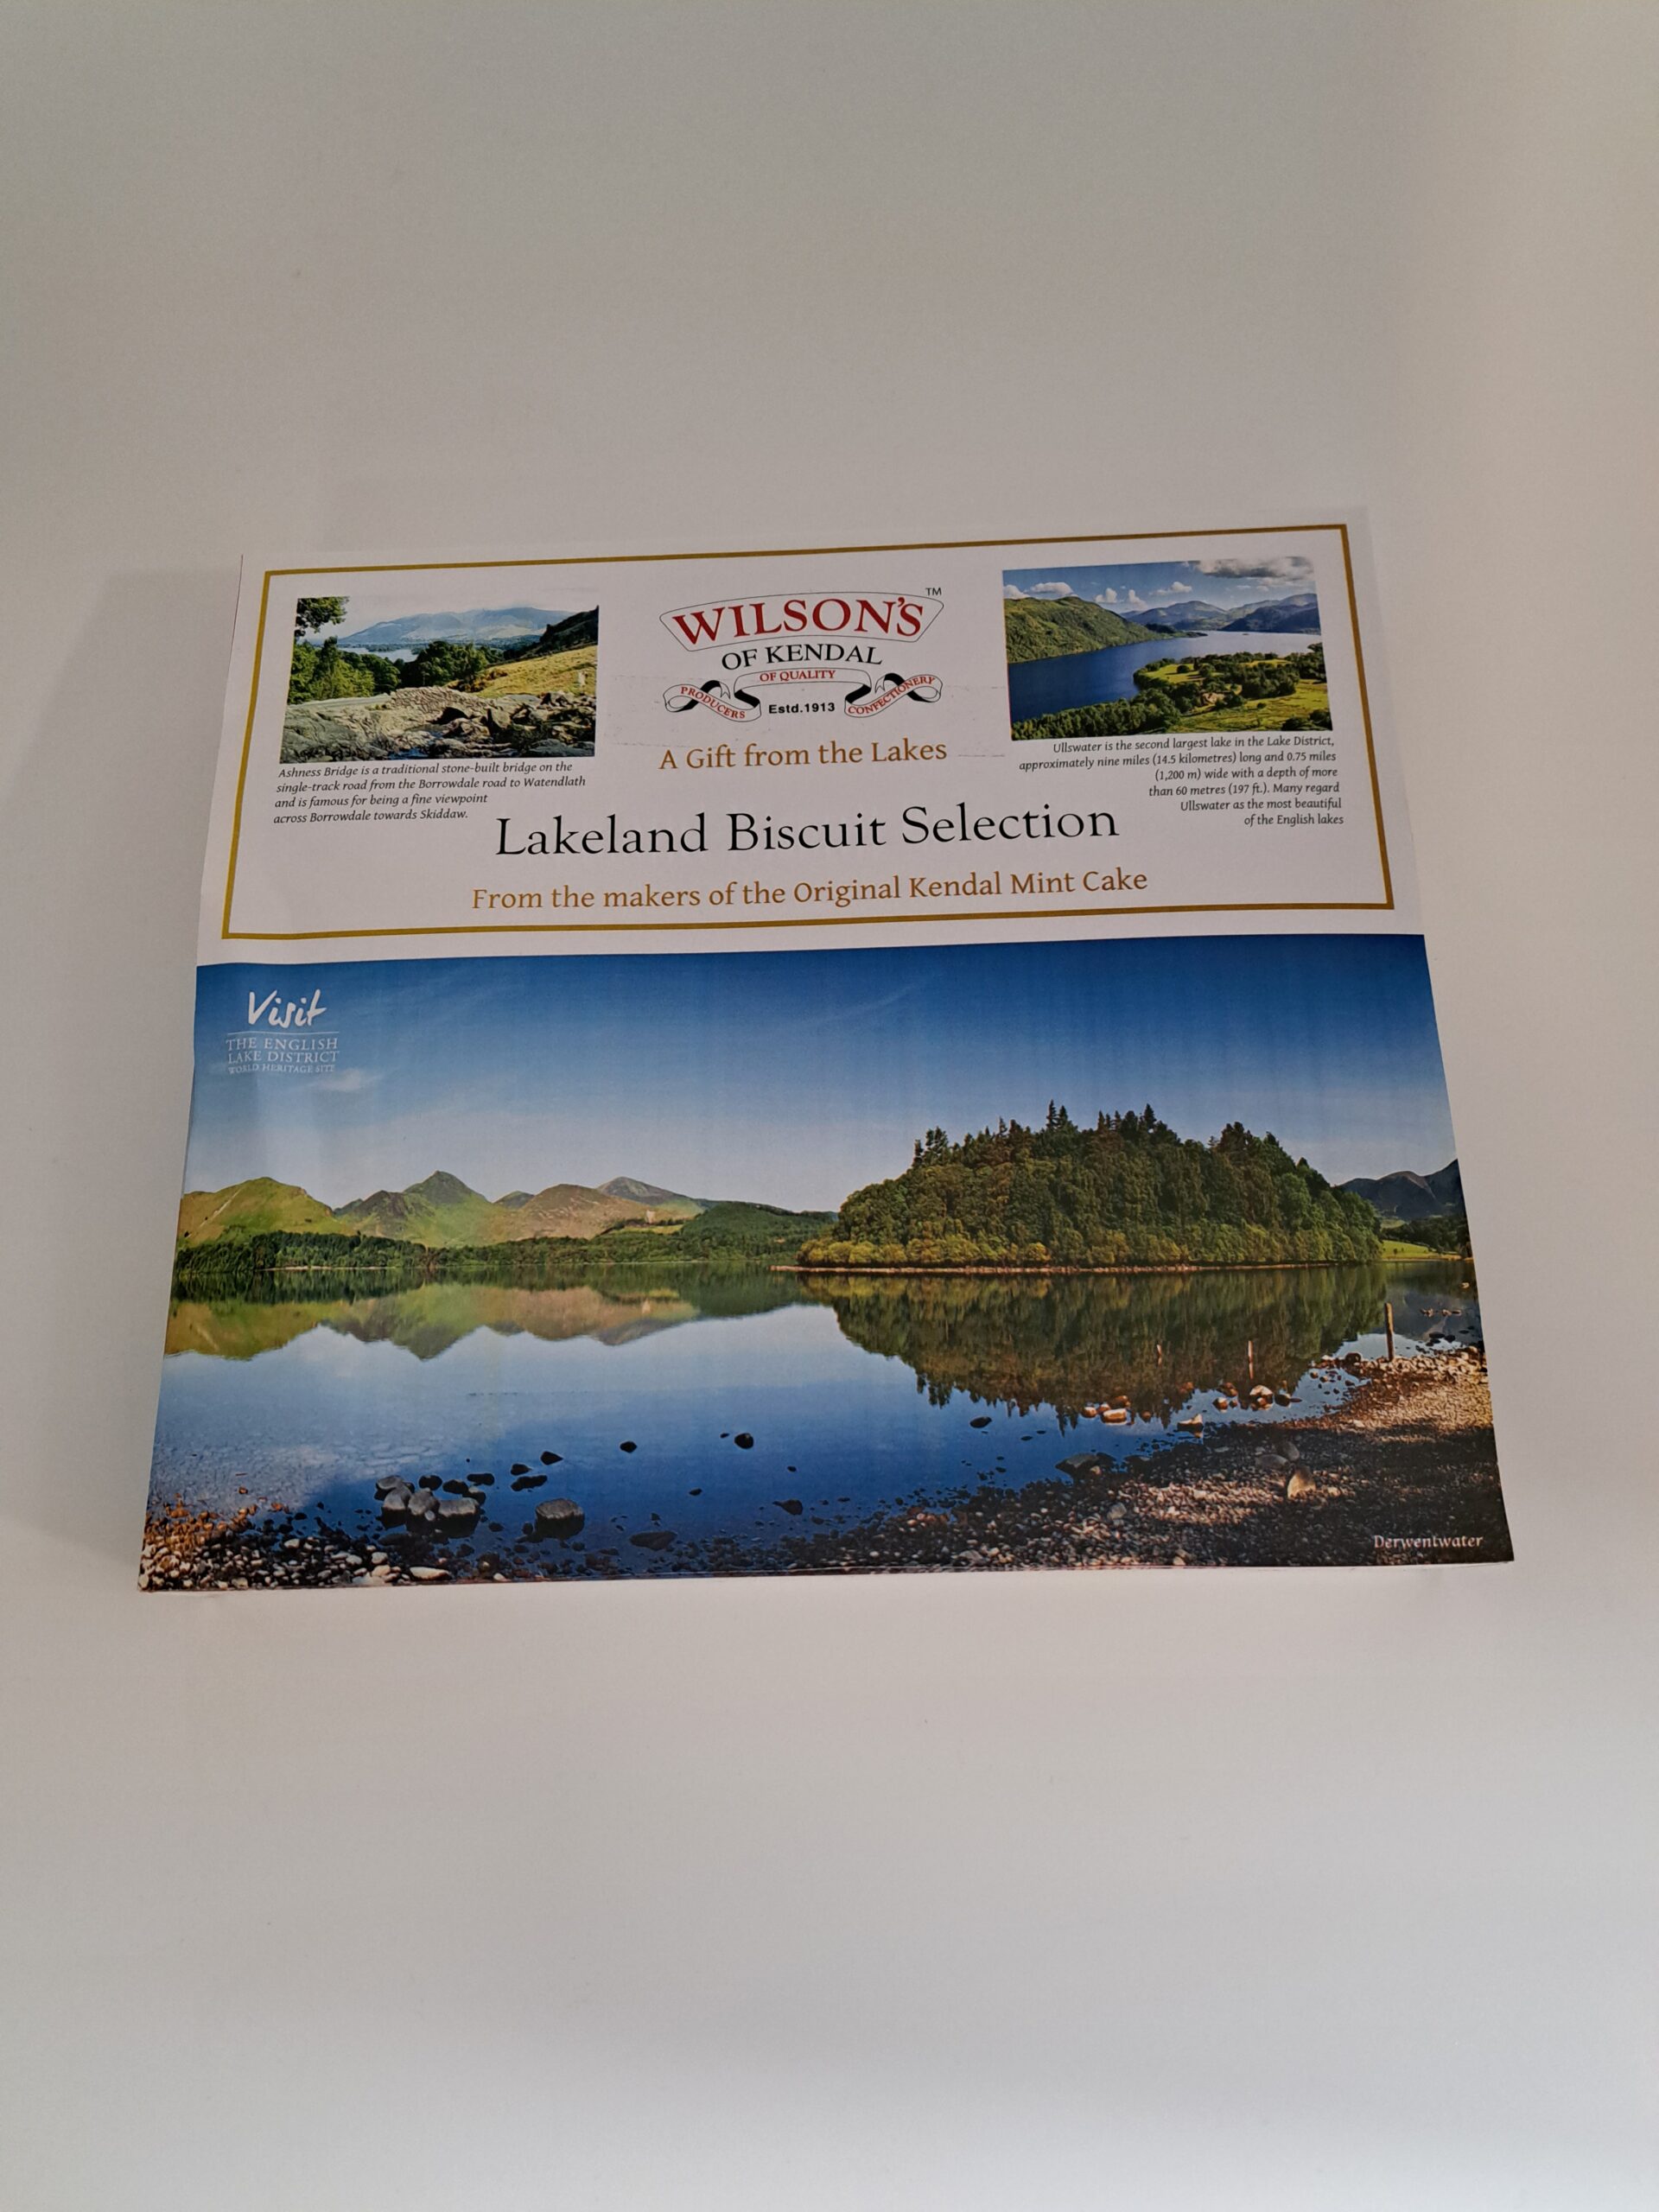 WILSON'S™
OF KENDAL
PRODUCERS OF QUALITY CONFECTIONERY
Estd.1913
A Gift from the Lakes
Ashness Bridge is a traditional stone-built bridge on the
single-track road from the Borrowdale road to Watendlath
and is famous for being a fine viewpoint
across Borrowdale towards Skiddaw.
Ullswater is the second largest lake in the Lake District,
approximately nine miles (14.5 kilometres) long and 0.75 miles
(1,200 m) wide with a depth of more
than 60 metres (197 ft.). Many regard
Ullswater as the most beautiful
of the English lakes
Lakeland Biscuit Selection
From the makers of the Original Kendal Mint Cake
Visit
THE ENGLISH
LAKE DISTRICT
WORLD HERITAGE SITE
Derwentwater